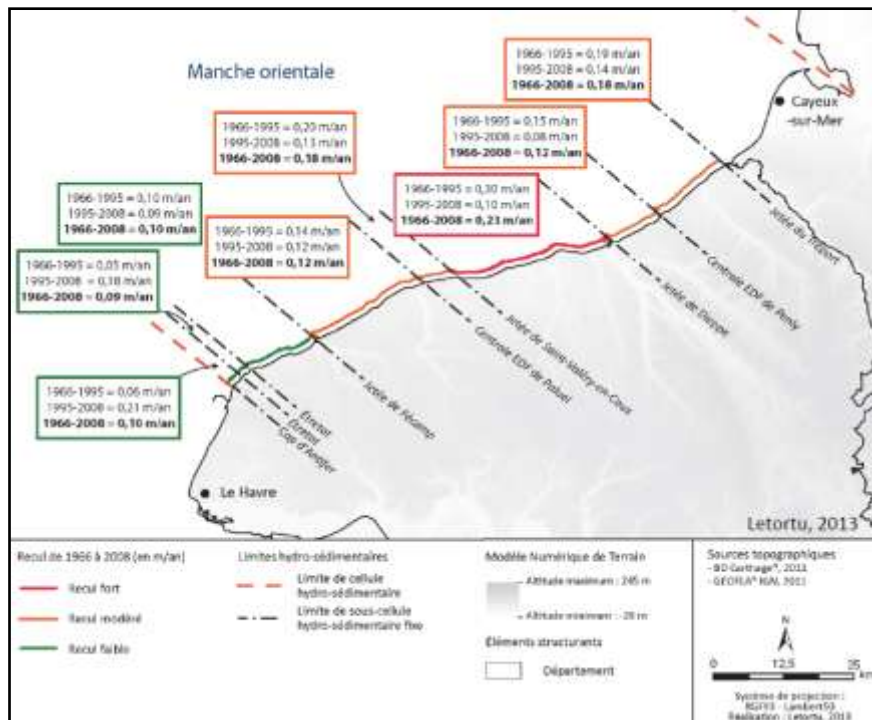 Manche orientale
1966-1995 = 0,19 m/an
1995-2008 = 0,14 m/an
1966-2008 = 0,18 m/an
Cayeux
-sur-Mer
1966-1995 = 0,20 m/an
1995-2008 = 0,13 m/an
1966-2008 = 0,18 m/an
1966-1995 = 0,15 m/an
1995-2008 = 0,08 m/an
1966-2008 = 0,12 m/an
1966-1995 = 0,10 m/an
1995-2008 = 0,09 m/an
1966-2008 = 0,10 m/an
1966-1995 = 0,30 m/an
1995-2008 = 0,10 m/an
1966-2008 = 0,23 m/an
1966-1995 = 0,14 m/an
1995-2008 = 0,12 m/an
1966-2008 = 0,12 m/an
1966-1995 = 0,05 m/an
1995-2008 = 0,18 m/an
1966-2008 = 0,09 m/an
1966-1995 = 0,06 m/an
1995-2008 = 0,21 m/an
1966-2008 = 0,10 m/an
Jetée du Tréport
Centrale EDF de Penly
Jetée de Dieppe
Jetée de Saint-Valéry-en-Caux
Centrale EDF de Paluel
Jetée de Fécamp
Etretat
Etretat
Cap d'Antifer
Le Havre
Letortu, 2013
Recul de 1966 à 2008 (en m/an)
Recul fort
Recul modéré
Recul faible
Limites hydro-sédimentaires
Limite de cellule
hydro-sédimentaire
Limite de sous-cellule
hydro-sédimentaire fixe
Modèle Numérique de Terrain
Altitude maximum : 245 m
Altitude minimum : -20 m
Éléments structurants
Département
Sources topographiques
- BD Carthage®, 2011
- GEOFLA® IGN, 2011
N
0 12,5 25
km
Système de projection :
RGF93 - Lambert93
Réalisation : Letortu, 2013